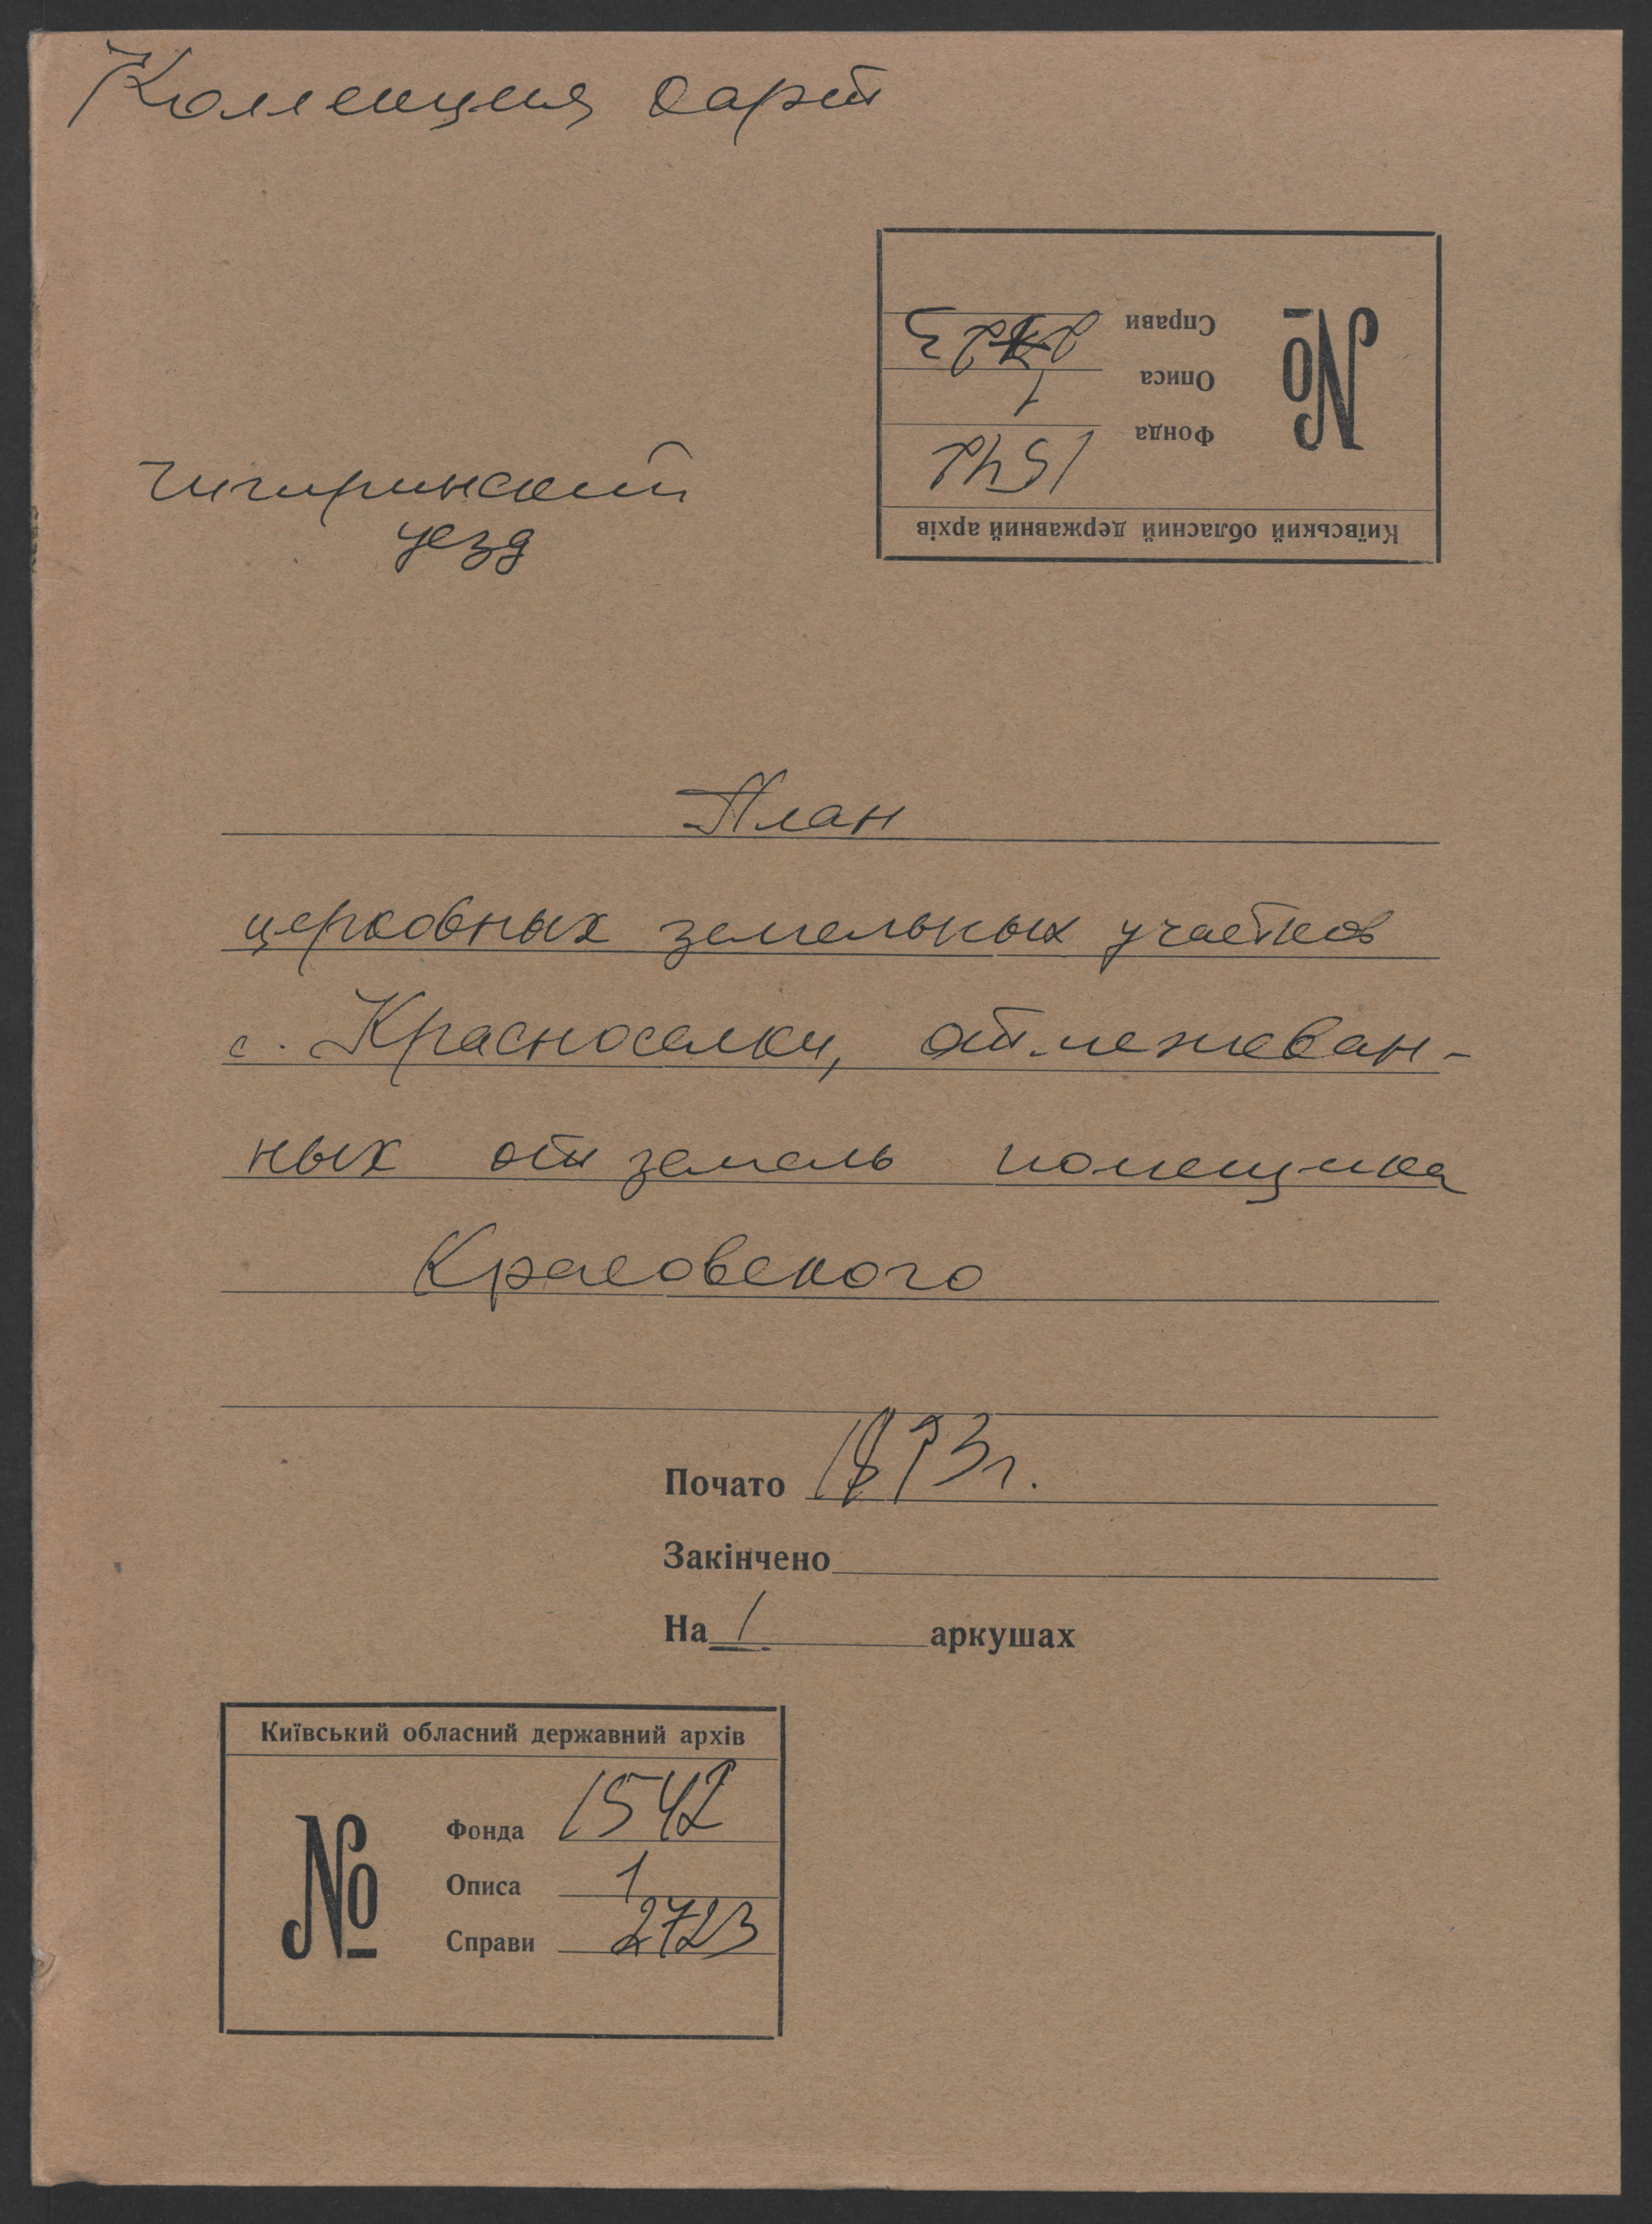 Коллекция карт
Справи 2723
Описа 1
Фонда 1542
Київський обласний державний архів
№
Чигиринский
уезд
План
церковных земельных участков
с. Красноселки, отмежеван-
ных от земель помещика
Почато 1893г.
Закінчено
На 1 аркушах
Київський обласний державний архів
№
Фонда 1542
Описа 1
Справи 2723